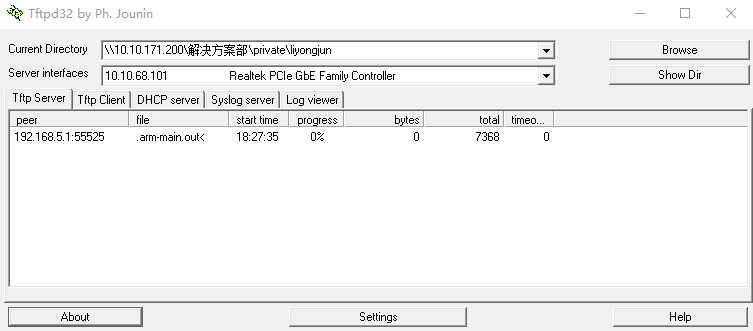 Tftpd32 by Ph. Jounin
Current Directory \\10.10.171.200\解决方案部\private\liyongjun Browse
Server interfaces 10.10.68.101 Realtek PCIe GbE Family Controller Show Dir
Tftp Server Tftp Client DHCP server Syslog server Log viewer
peer file start time progress bytes total timeo...
192.168.5.1:55525 .arm-main.out< 18:27:35 0% 0 7368 0
About Settings Help